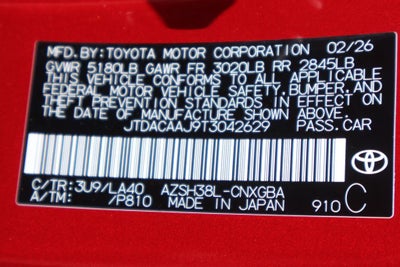 MFD. BY: TOYOTA MOTOR CORPORATION 02/26
GVWR 5180LB GAWR FR 3020LB RR 2845LB
THIS VEHICLE CONFORMS TO ALL APPLICABLE
FEDERAL MOTOR VEHICLE SAFETY, BUMPER, AND
THEFT PREVENTION STANDARDS IN EFFECT ON
THE DATE OF MANUFACTURE SHOWN ABOVE.
JTDACAAJ9T3042629 PASS.CAR
C/TR: 3U9/LA40 AZSH38L-CNXGBA
A/TM: /P810 MADE IN JAPAN 910 C
TOYOTA